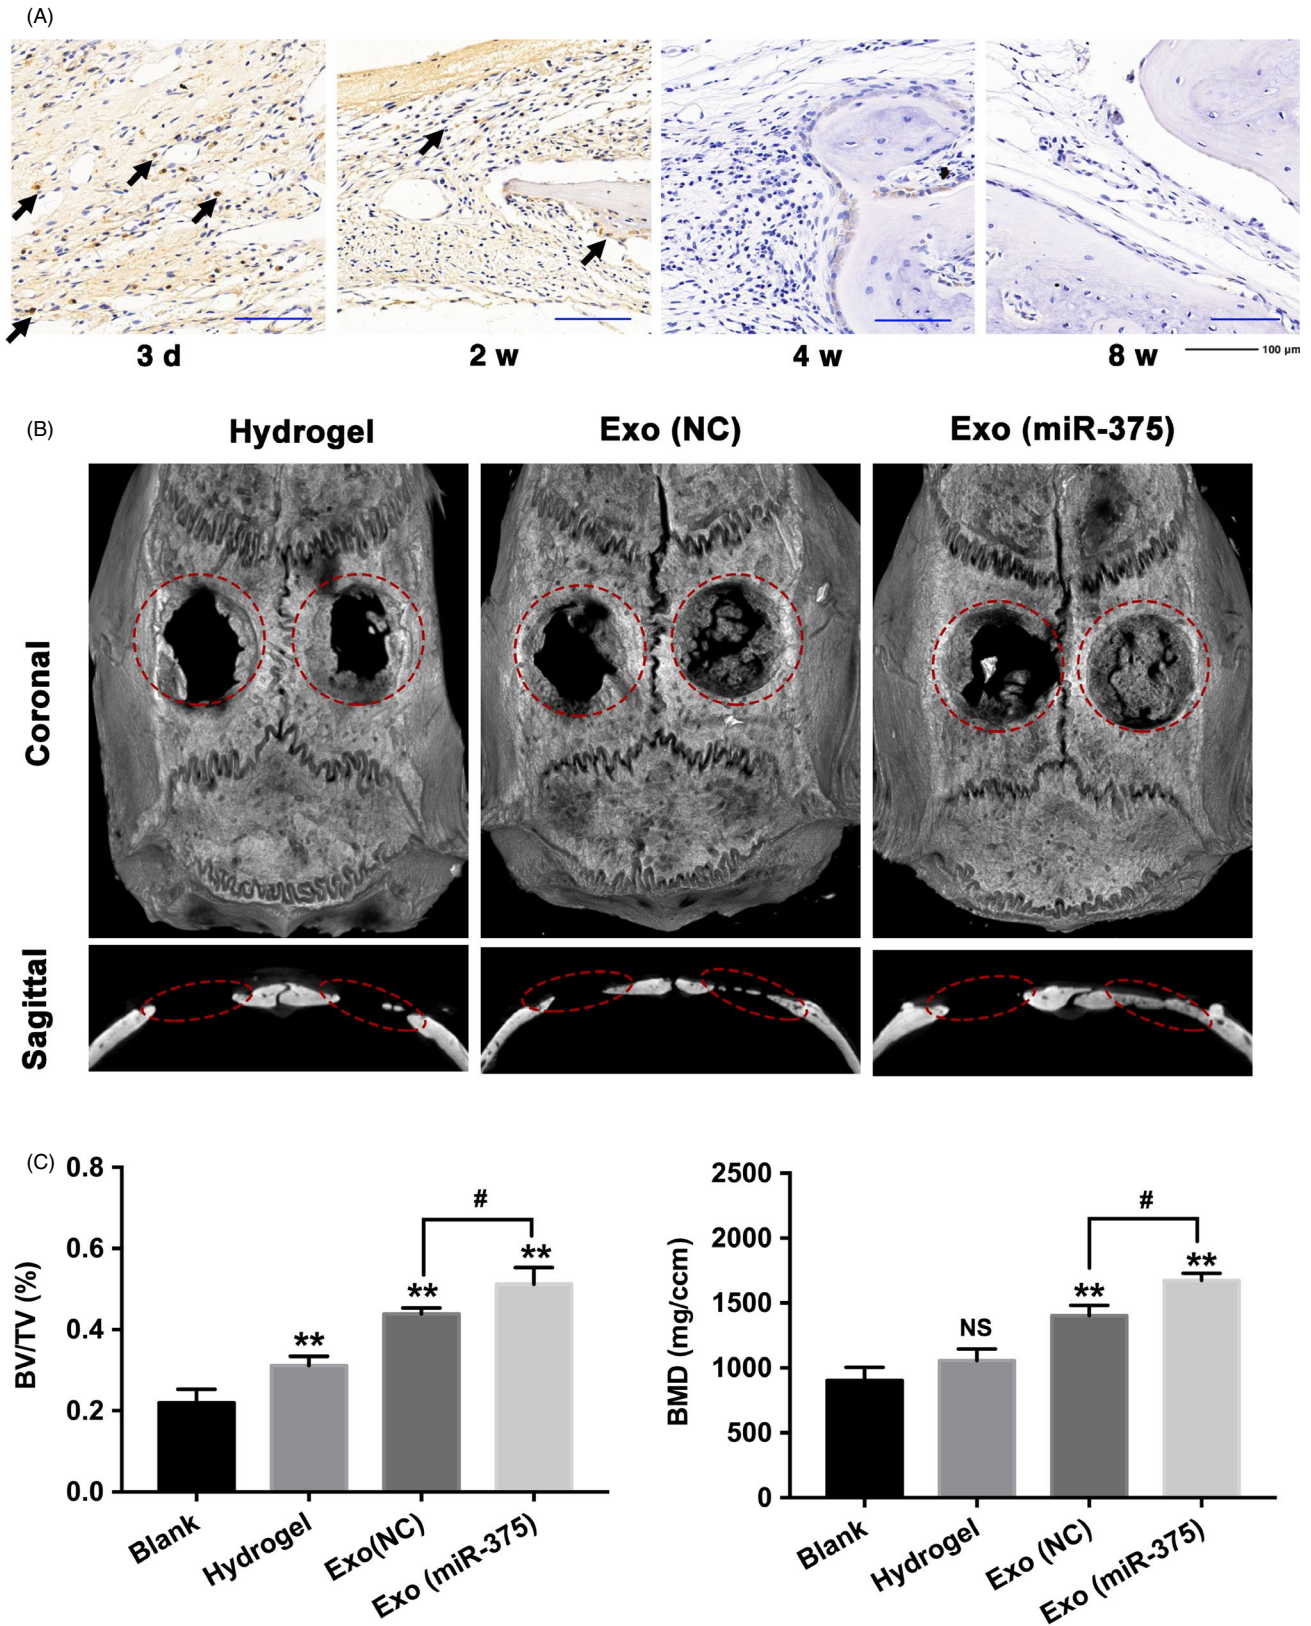 (A)
3 d
2 w
4 w
8 w
100 µm
(B)
Hydrogel
Exo (NC)
Exo (miR-375)
Coronal
Sagittal
(C)
BV/TV (%)
0.8
0.6
0.4
0.2
0.0
**
**
**
#
Blank
Hydrogel
Exo(NC)
Exo (miR-375)
BMD (mg/ccm)
2500
2000
1500
1000
500
0
NS
**
**
#
Blank
Hydrogel
Exo (NC)
Exo (miR-375)